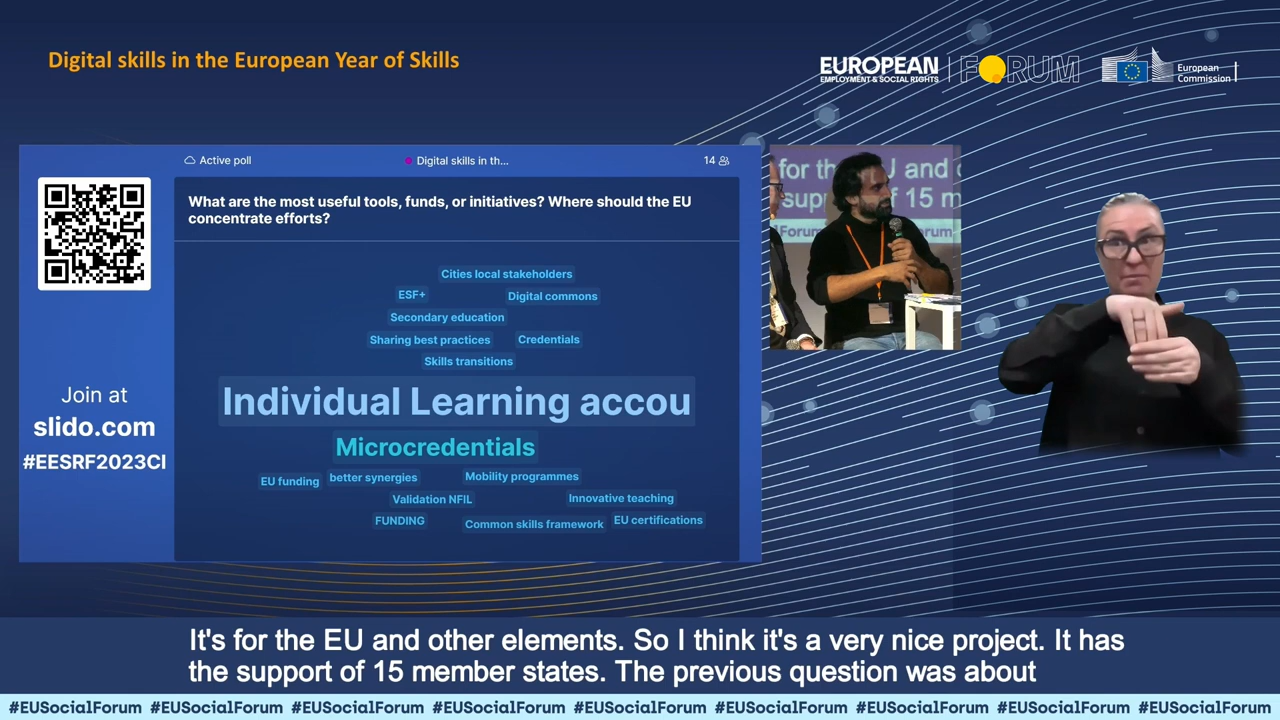 Digital skills in the European Year of Skills
EUROPEAN
EMPLOYMENT & SOCIAL RIGHTS
FORUM
European
Commission
Active poll
Digital skills in th...
14
What are the most useful tools, funds, or initiatives? Where should the EU
concentrate efforts?
Cities local stakeholders
ESF+
Digital commons
Secondary education
Sharing best practices
Credentials
Skills transitions
Individual Learning accou
Microcredentials
EU funding
better synergies
Mobility programmes
Validation NFIL
Innovative teaching
FUNDING
Common skills framework
EU certifications
Join at
slido.com
#EESRF2023CI
for th
U and
sup
f 15 m
Forum
orum
It's for the EU and other elements. So I think it's a very nice project. It has
the support of 15 member states. The previous question was about
#EUSocialForum #EUSocialForum #EUSocialForum #EUSocialForum #EUSocialForum #EUSocialForum #EUSocialForum #EUSocialForum #EUSocialForum